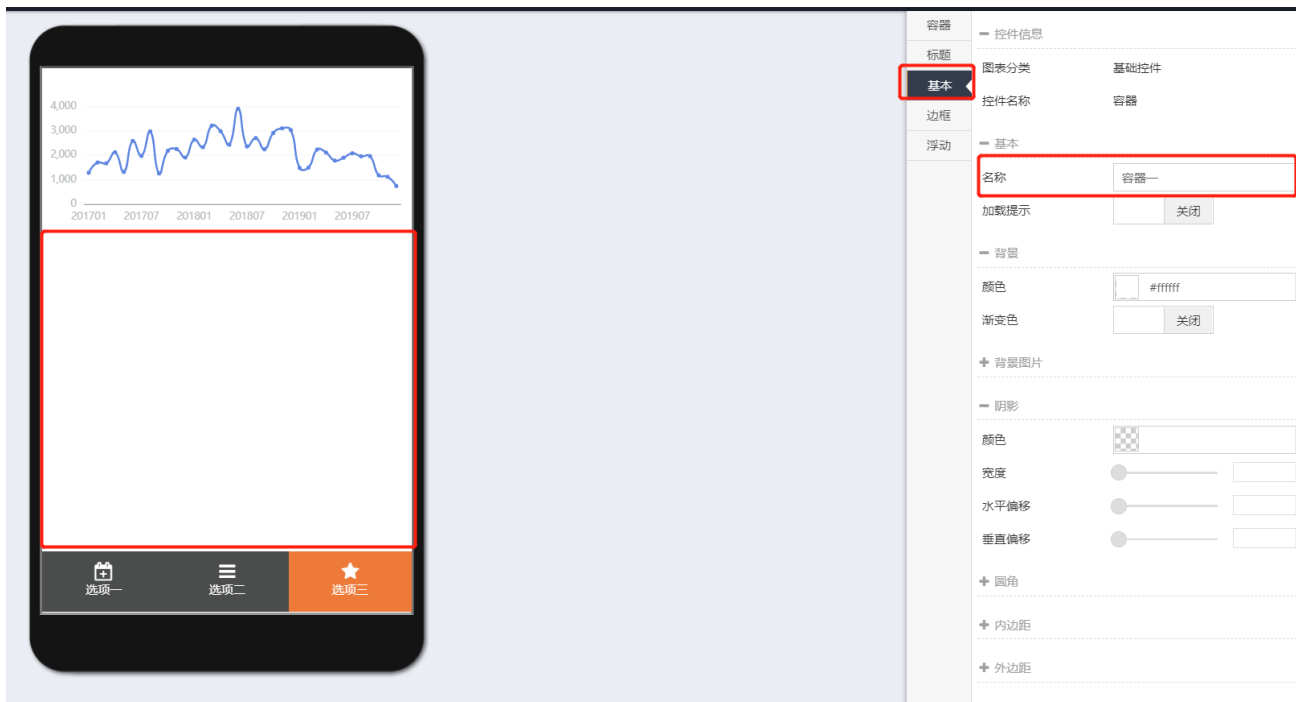 4,000
3,000
2,000
1,000
0
201701 201707 201801 201807 201901 201907
选项一 选项二 选项三
容器
标题
基本
边框
浮动
控件信息
图表分类 基础控件
控件名称 容器
基本
名称 容器一
加载提示 关闭
背景
颜色 #ffffff
渐变色 关闭
背景图片
阴影
颜色
宽度
水平偏移
垂直偏移
圆角
内边距
外边距